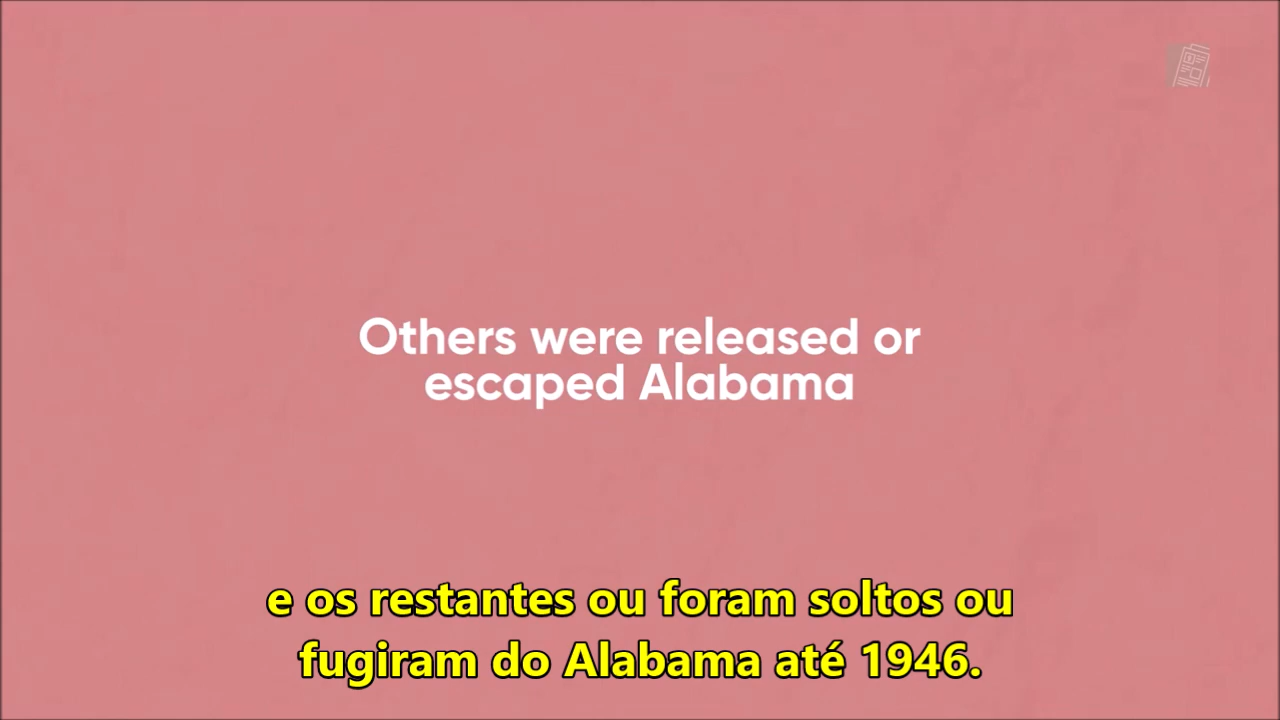 Others were released or
escaped Alabama
e os restantes ou foram soltos ou
fugiram do Alabama até 1946.